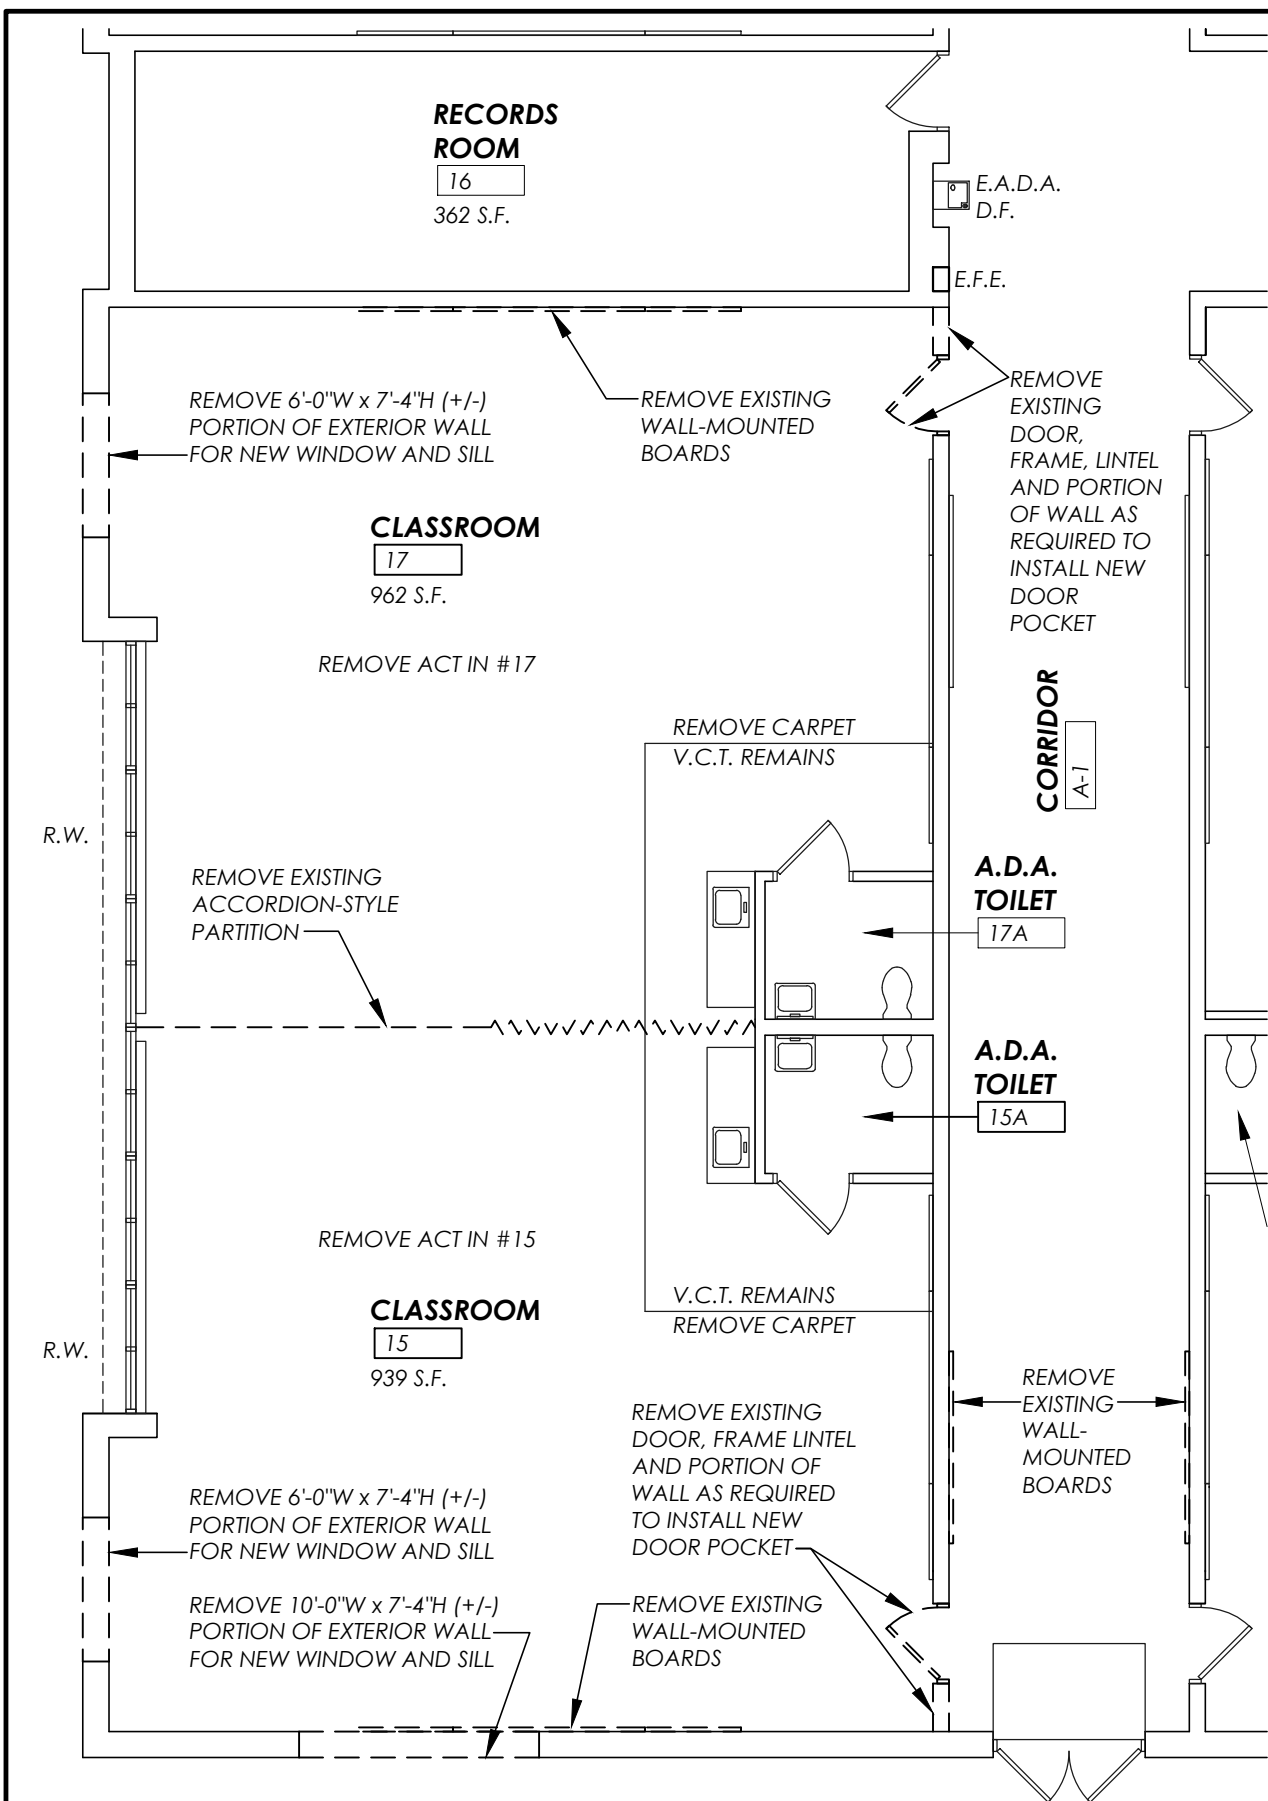 RECORDS
ROOM
16
362 S.F.
E.A.D.A.
D.F.
E.F.E.
REMOVE 6'-0"W x 7'-4"H (+/-)
PORTION OF EXTERIOR WALL
FOR NEW WINDOW AND SILL
REMOVE EXISTING
WALL-MOUNTED
BOARDS
REMOVE
EXISTING
DOOR,
FRAME, LINTEL
AND PORTION
OF WALL AS
REQUIRED TO
INSTALL NEW
DOOR
POCKET
CLASSROOM
17
962 S.F.
REMOVE ACT IN #17
CORRIDOR
A-1
REMOVE CARPET
V.C.T. REMAINS
R.W.
REMOVE EXISTING
ACCORDION-STYLE
PARTITION
A.D.A.
TOILET
17A
A.D.A.
TOILET
15A
REMOVE ACT IN #15
CLASSROOM
15
939 S.F.
V.C.T. REMAINS
REMOVE CARPET
R.W.
REMOVE
EXISTING
WALL-
MOUNTED
BOARDS
REMOVE EXISTING
DOOR, FRAME LINTEL
AND PORTION OF
WALL AS REQUIRED
TO INSTALL NEW
DOOR POCKET
REMOVE 6'-0"W x 7'-4"H (+/-)
PORTION OF EXTERIOR WALL
FOR NEW WINDOW AND SILL
REMOVE 10'-0"W x 7'-4"H (+/-)
PORTION OF EXTERIOR WALL
FOR NEW WINDOW AND SILL
REMOVE EXISTING
WALL-MOUNTED
BOARDS